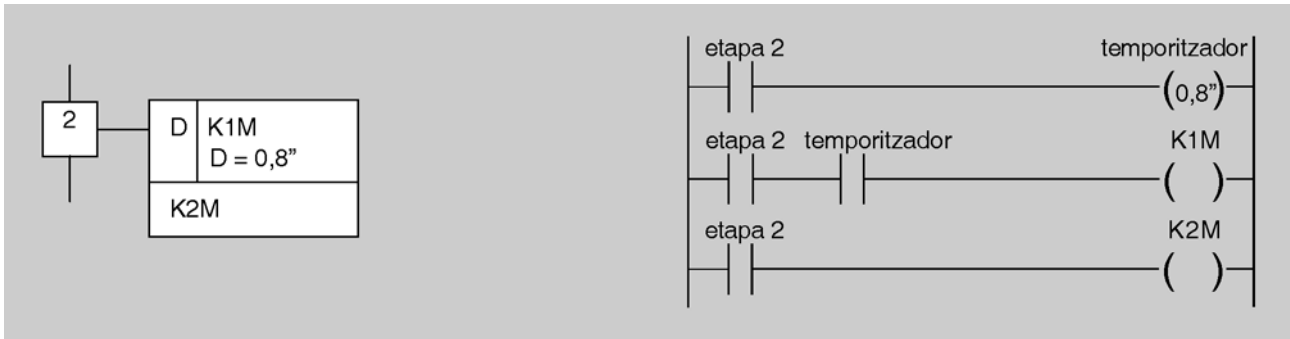 2
D
K1M
D = 0,8”
K2M
etapa 2
temporitzador
(0,8”)
etapa 2
temporitzador
K1M
( )
etapa 2
K2M
( )